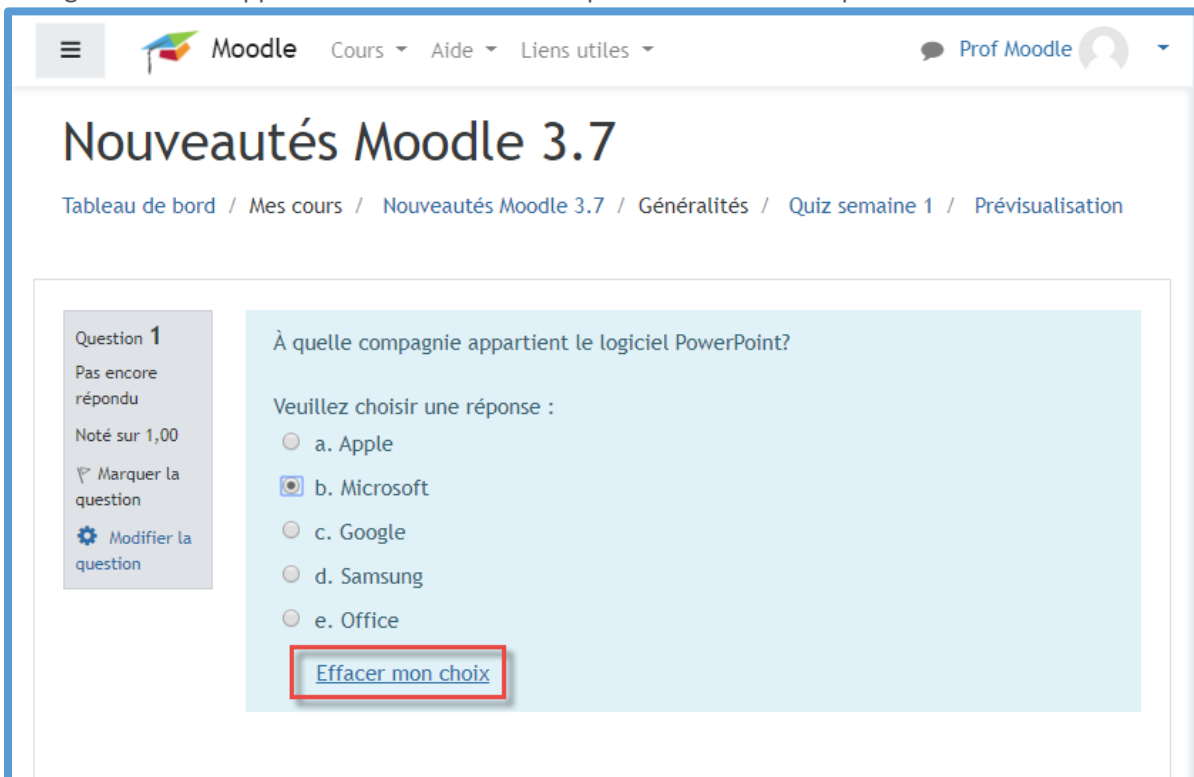 Moodle Cours Aide Liens utiles Prof Moodle
Nouveautés Moodle 3.7
Tableau de bord / Mes cours / Nouveautés Moodle 3.7 / Généralités / Quiz semaine 1 / Prévisualisation
Question 1
Pas encore
répondu
Noté sur 1,00
Marquer la
question
Modifier la
question
À quelle compagnie appartient le logiciel PowerPoint?
Veuillez choisir une réponse :
a. Apple
b. Microsoft
c. Google
d. Samsung
e. Office
Effacer mon choix